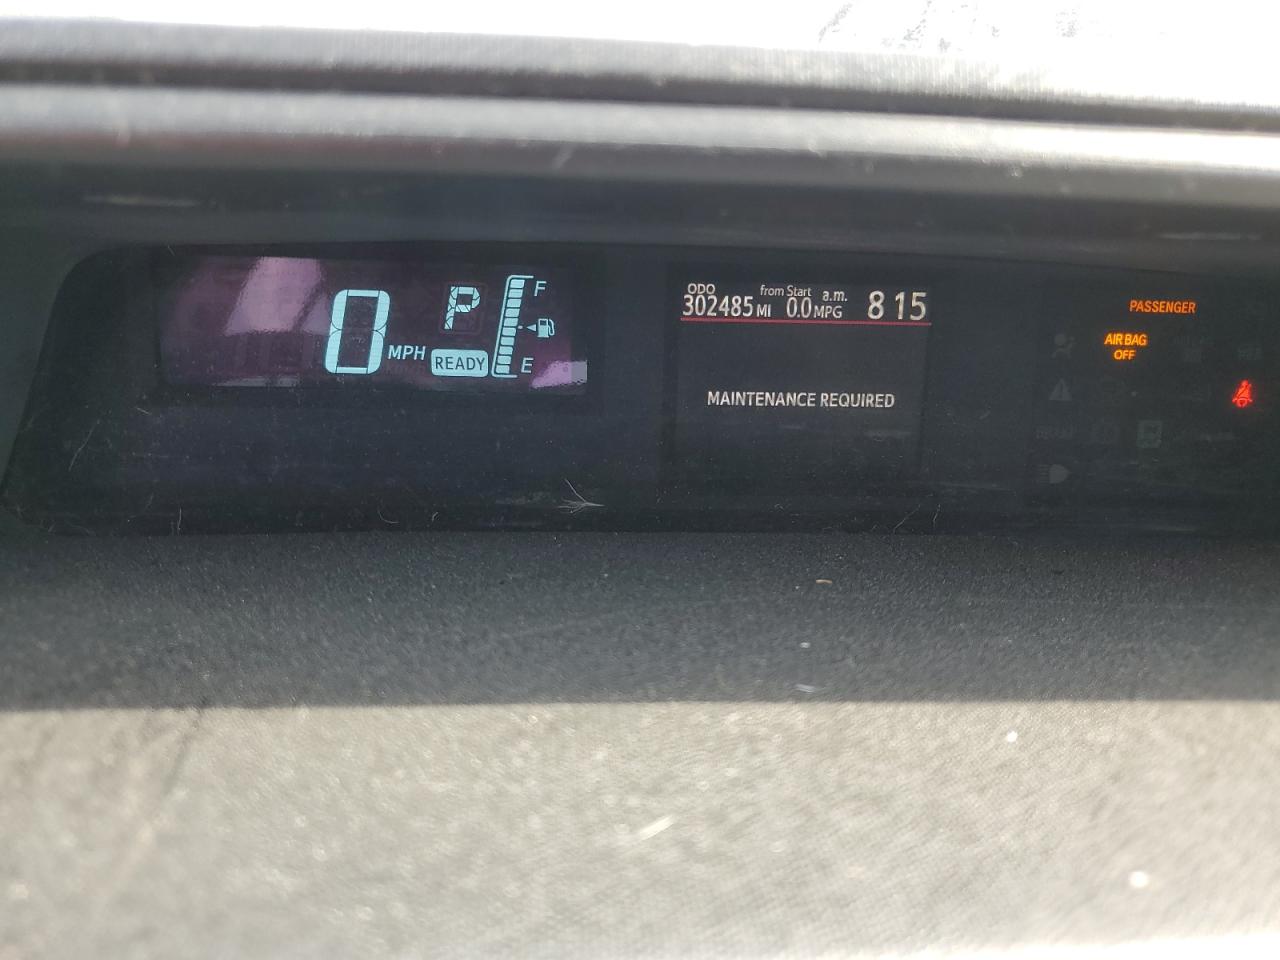 0 MPH
P
READY
F
E
ODO
302485 MI
from Start
0.0 MPG
a.m.
8 15
MAINTENANCE REQUIRED
PASSENGER
AIR BAG
OFF